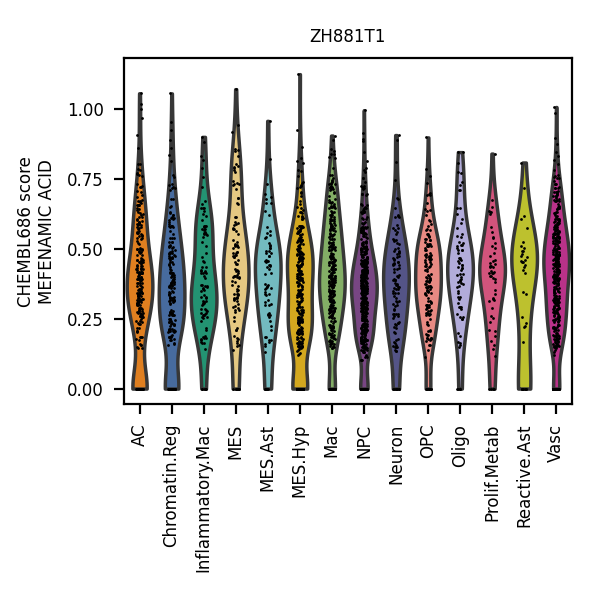 ZH881T1
CHEMBL686 score
MEFENAMIC ACID
1.00
0.75
0.50
0.25
0.00
AC
Chromatin.Reg
Inflammatory.Mac
MES
MES.Ast
MES.Hyp
Mac
NPC
Neuron
OPC
Oligo
Prolif.Metab
Reactive.Ast
Vasc